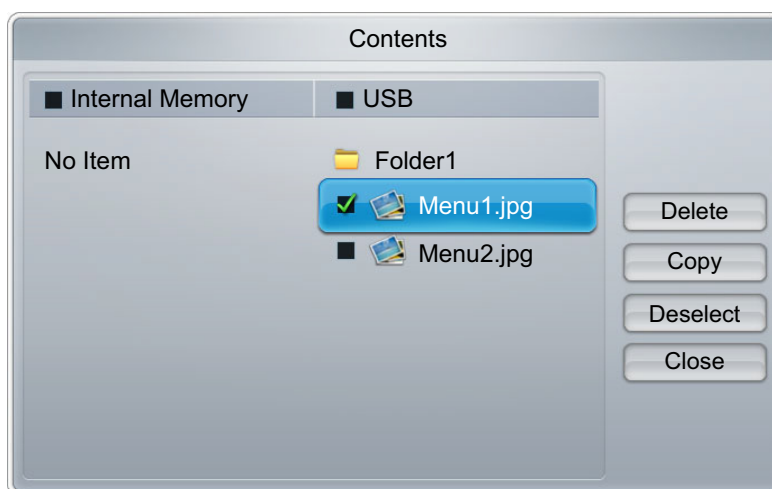 Contents
Internal Memory
USB
No Item
Folder1
Menu1.jpg
Menu2.jpg
Delete
Copy
Deselect
Close